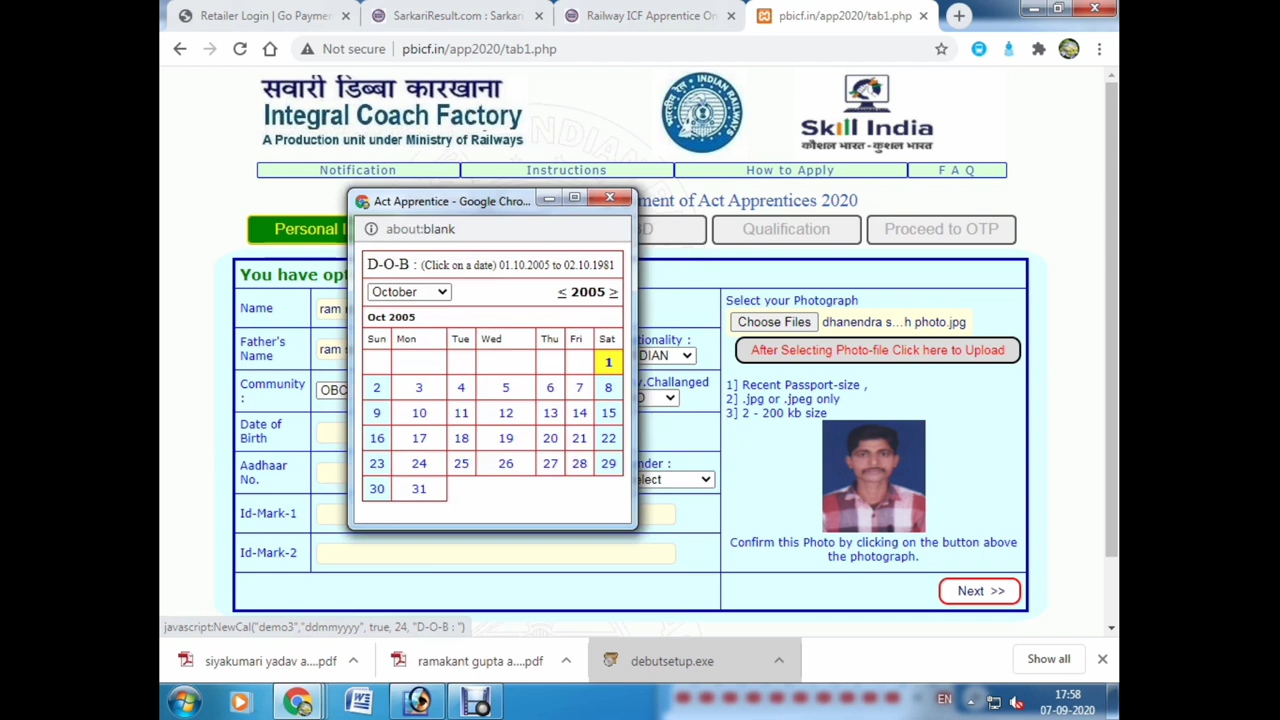 Retailer Login | Go Paymer
SarkariResult.com : Sarkari
Railway ICF Apprentice On
pbicf.in/app2020/tab1.php
Not secure | pbicf.in/app2020/tab1.php
सवारी डिब्बा कारखाना
Integral Coach Factory
A Production unit under Ministry of Railways
INDIAN RAILWAYS
Skill India
कौशल भारत - कुशल भारत
Notification
Instructions
How to Apply
F A Q
ment of Act Apprentices 2020
Personal I
D
Qualification
Proceed to OTP
You have opt
Name
ram
Father's
Name
ram s
Community
:
OBC
Date of
Birth
Aadhaar
No.
Id-Mark-1
Id-Mark-2
Act Apprentice - Google Chro...
about:blank
D-O-B : (Click on a date) 01.10.2005 to 02.10.1981
October
≤ 2005 ≥
Oct 2005
Sun Mon Tue Wed Thu Fri Sat
1
2 3 4 5 6 7 8
9 10 11 12 13 14 15
16 17 18 19 20 21 22
23 24 25 26 27 28 29
30 31
tionality :
DIAN
y.Challanged
O
nder :
elect
Select your Photograph
Choose Files dhanendra s...h photo.jpg
After Selecting Photo-file Click here to Upload
1] Recent Passport-size ,
2] .jpg or .jpeg only
3] 2 - 200 kb size
Confirm this Photo by clicking on the button above
the photograph.
Next >>
javascript:NewCal("demo3","ddmmyyyy", true, 24, "D-O-B : ")
siyakumari yadav a....pdf
ramakant gupta a....pdf
debutsetup.exe
Show all
EN
17:58
07-09-2020